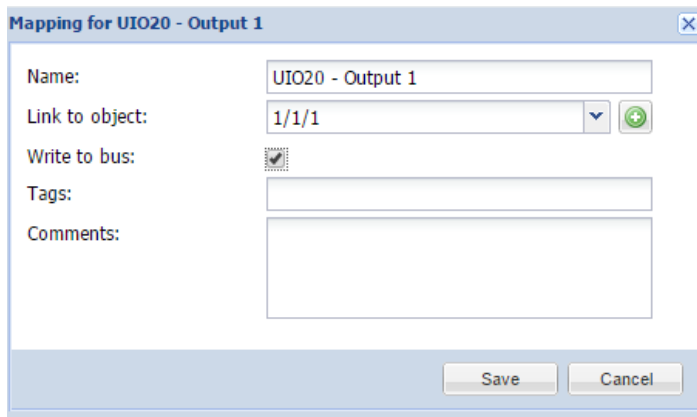 Mapping for UIO20 - Output 1
Name: UIO20 - Output 1
Link to object: 1/1/1
Write to bus:
Tags:
Comments:
Save Cancel